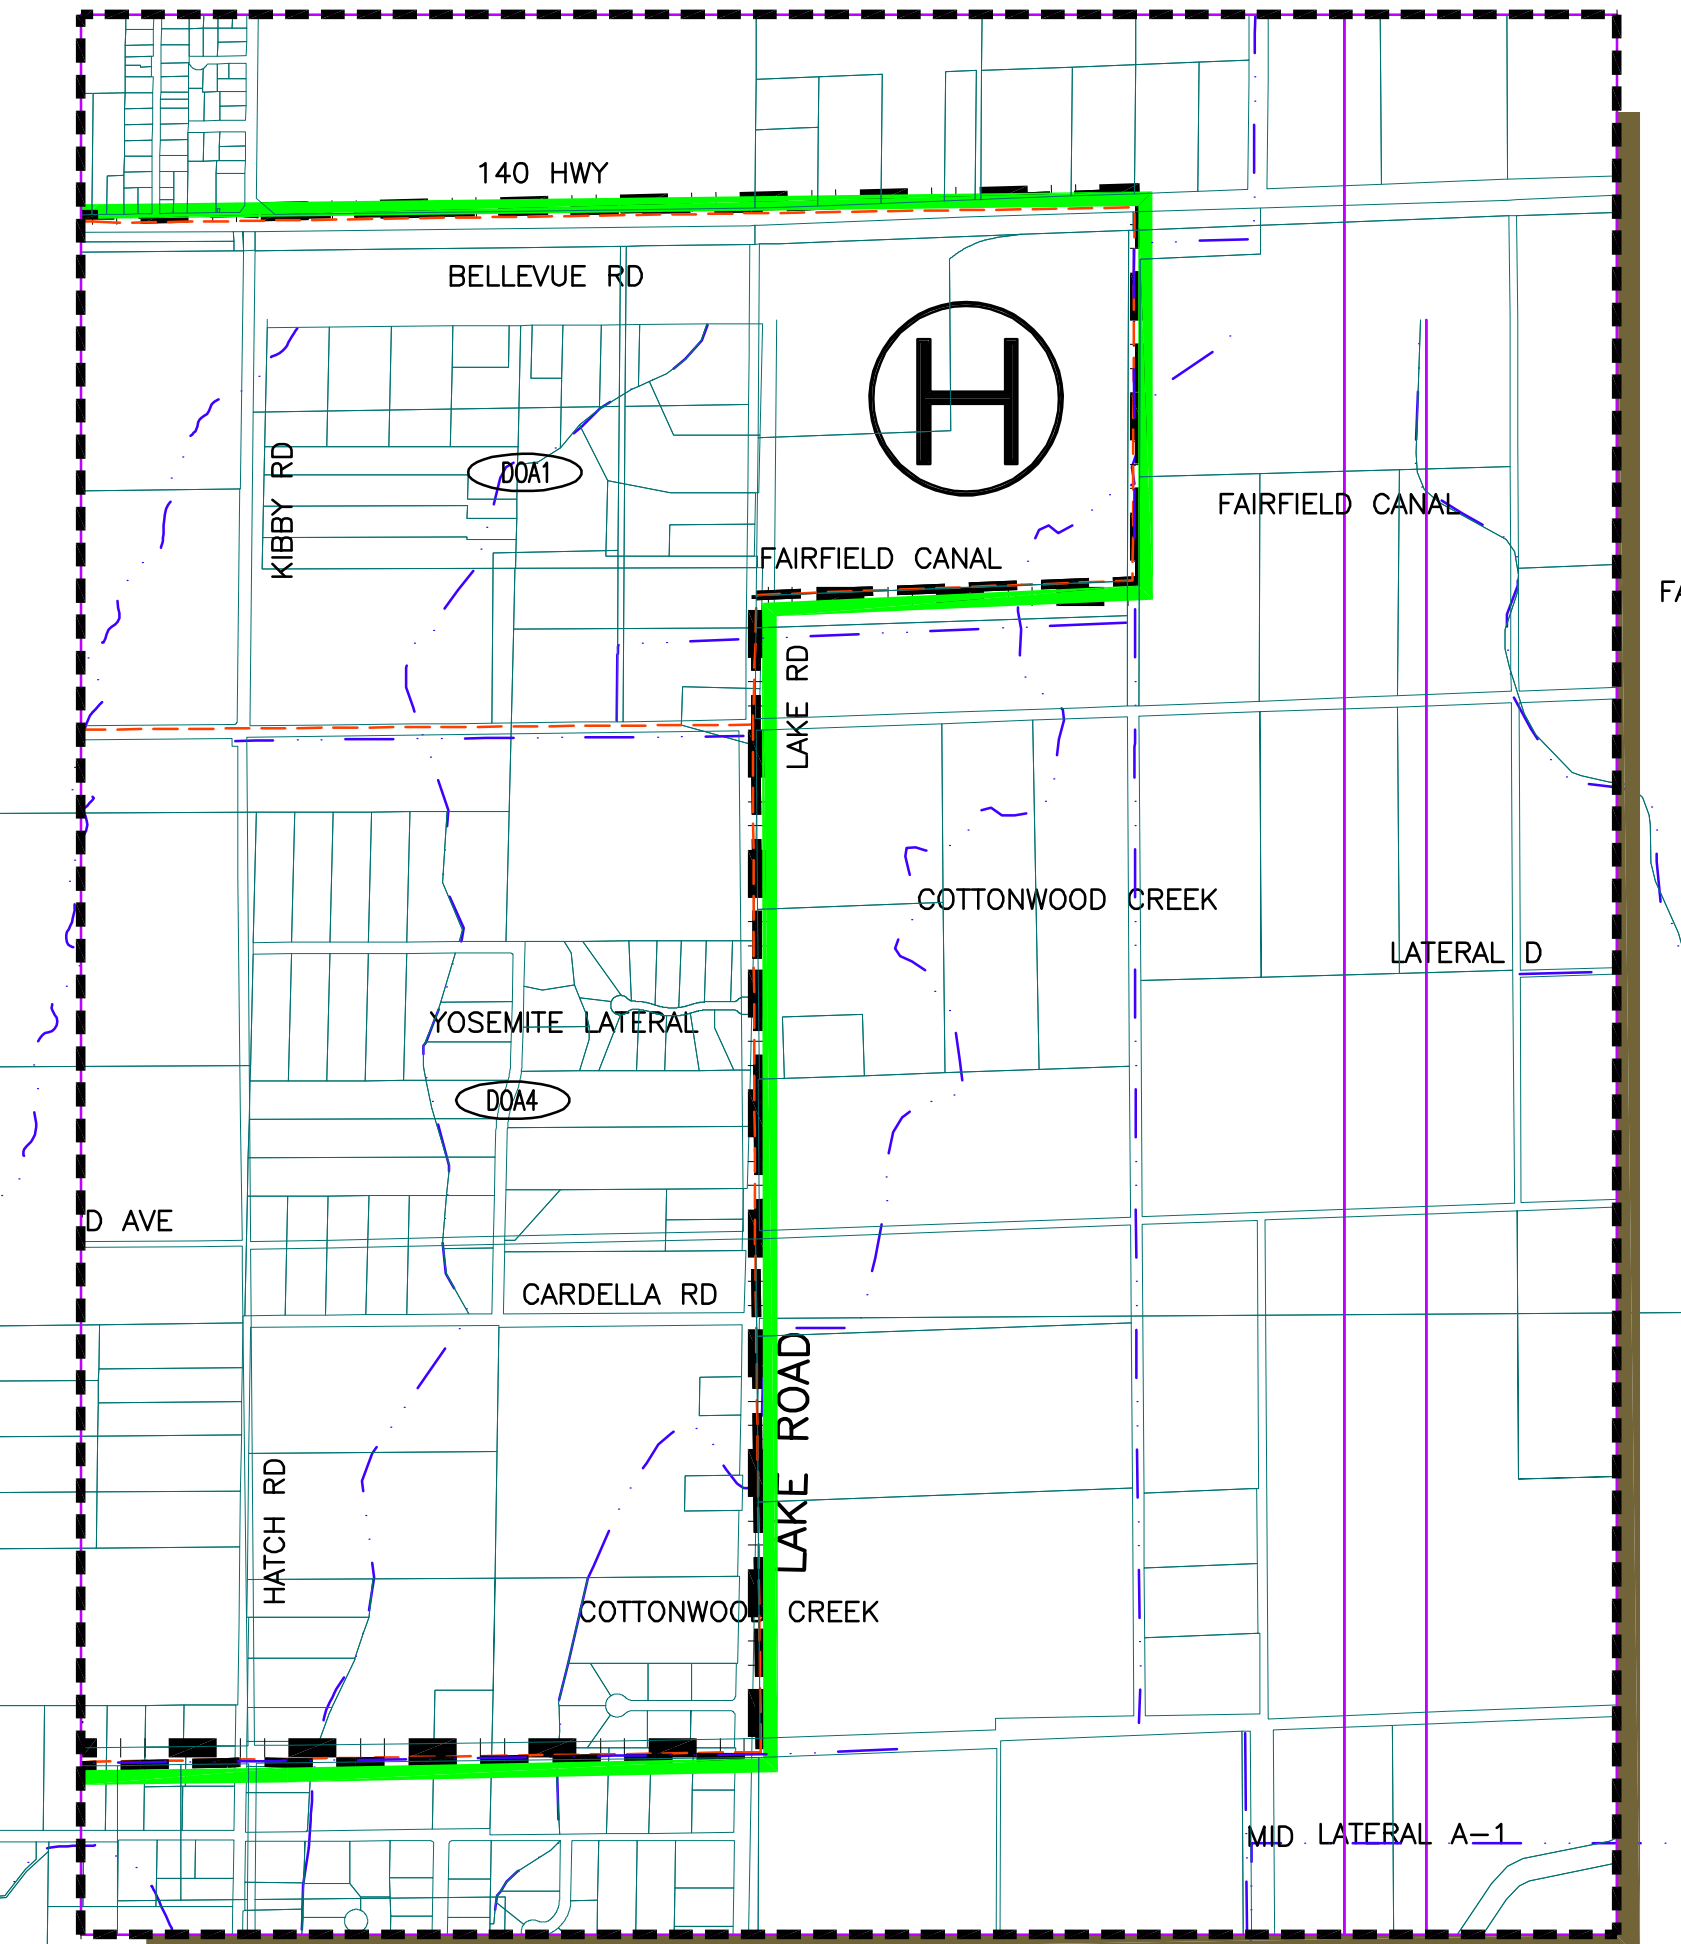 140 HWY
BELLEVUE RD
H
KIBBY RD
DOA1
FAIRFIELD CANAL
FAIRFIELD CANAL
FA
LAKE RD
COTTONWOOD CREEK
LATERAL D
YOSEMITE LATERAL
DOA4
D AVE
CARDELLA RD
LAKE ROAD
HATCH RD
COTTONWOOD CREEK
MID LATERAL A-1